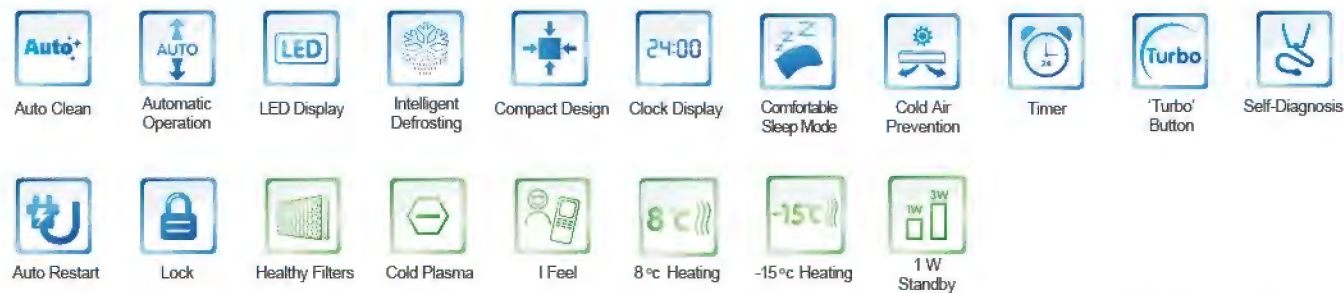 Auto
AUTO
LED
24:00
Z Z Z
24
Turbo
Auto Clean
Automatic
Operation
LED Display
Intelligent
Defrosting
Compact Design
Clock Display
Comfortable
Sleep Mode
Cold Air
Prevention
Timer
'Turbo'
Button
Self-Diagnosis
8°C
-15°C
1W
3W
Auto Restart
Lock
Healthy Filters
Cold Plasma
I Feel
8 °c Heating
-15 °c Heating
1 W
Standby